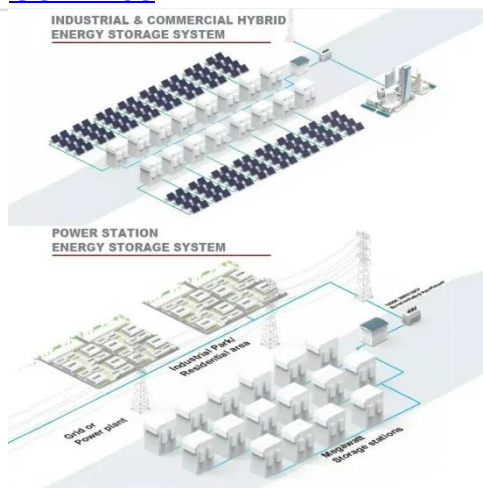 INDUSTRIAL & COMMERCIAL HYBRID
ENERGY STORAGE SYSTEM
POWER STATION
ENERGY STORAGE SYSTEM
Industrial Park/
Residential area
Grid or
Power plant
Megawatt
Storage stations